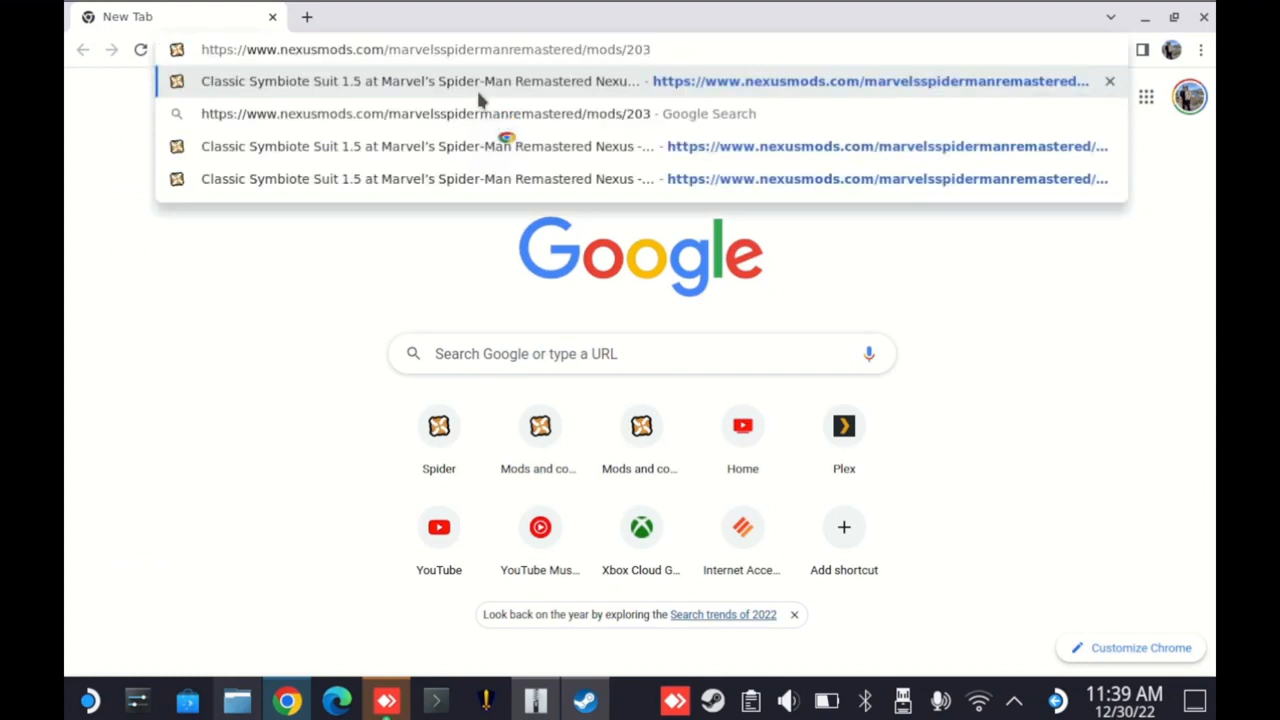 New Tab
https://www.nexusmods.com/marvelsspidermanremastered/mods/203
Classic Symbiote Suit 1.5 at Marvel's Spider-Man Remastered Nexu... - https://www.nexusmods.com/marvelsspidermanremastered...
https://www.nexusmods.com/marvelsspidermanremastered/mods/203 - Google Search
Classic Symbiote Suit 1.5 at Marvel's Spider-Man Remastered Nexus -... - https://www.nexusmods.com/marvelsspidermanremastered/...
Classic Symbiote Suit 1.5 at Marvel's Spider-Man Remastered Nexus -... - https://www.nexusmods.com/marvelsspidermanremastered/...
Google
Search Google or type a URL
Spider
Mods and co...
Mods and co...
Home
Plex
YouTube
YouTube Mus...
Xbox Cloud G...
Internet Acce...
Add shortcut
Look back on the year by exploring the Search trends of 2022
Customize Chrome
11:39 AM
12/30/22